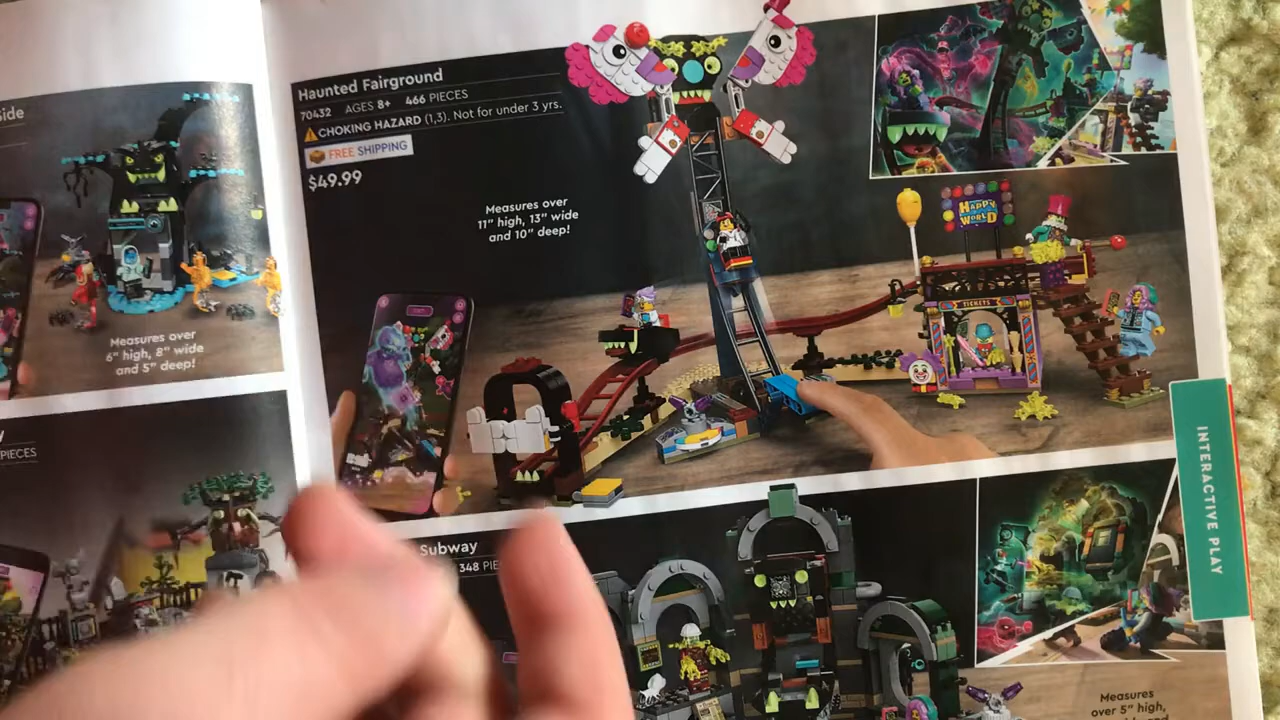 side
Measures over
6" high, 8" wide
and 5" deep!
PIECES
Haunted Fairground
70432 AGES 8+ 466 PIECES
CHOKING HAZARD (1,3). Not for under 3 yrs.
FREE SHIPPING
$49.99
Measures over
11" high, 13" wide
and 10" deep!
HAPPY
WORLD
TICKETS
Subway
348
INTERACTIVE PLAY
Measures
over 5" high,